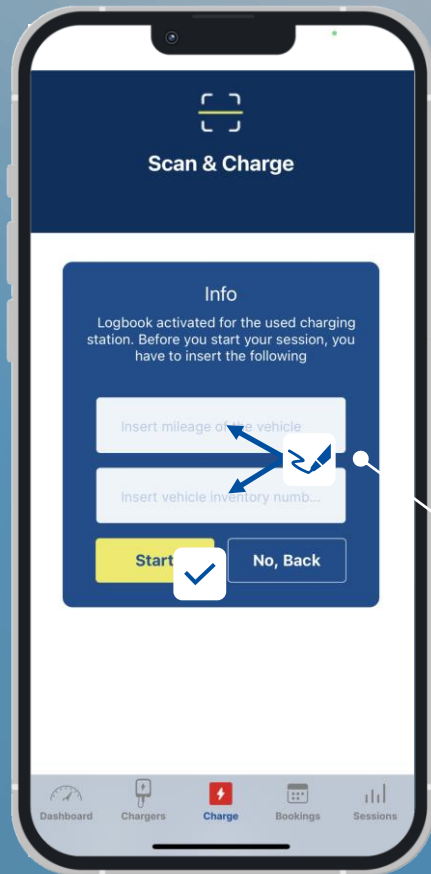 Scan & Charge
Info
Logbook activated for the used charging
station. Before you start your session, you
have to insert the following
Insert mileage of the vehicle
Insert vehicle inventory numb...
Start
No, Back
Dashboard
Chargers
Charge
Bookings
Sessions